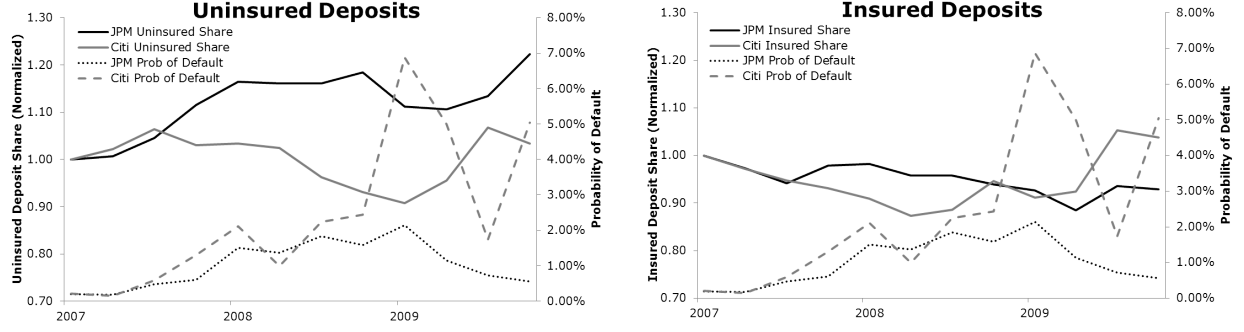 Uninsured Deposits
Uninsured Deposit Share (Normalized)
1.30
1.20
1.10
1.00
0.90
0.80
0.70
JPM Uninsured Share
Citi Uninsured Share
JPM Prob of Default
Citi Prob of Default
8.00%
7.00%
6.00%
5.00%
4.00%
3.00%
2.00%
1.00%
0.00%
Probability of Default
2007
2008
2009
Insured Deposits
Insured Deposit Share (Normalized)
1.30
1.20
1.10
1.00
0.90
0.80
0.70
JPM Insured Share
Citi Insured Share
JPM Prob of Default
Citi Prob of Default
8.00%
7.00%
6.00%
5.00%
4.00%
3.00%
2.00%
1.00%
0.00%
Probability of Default
2007
2008
2009